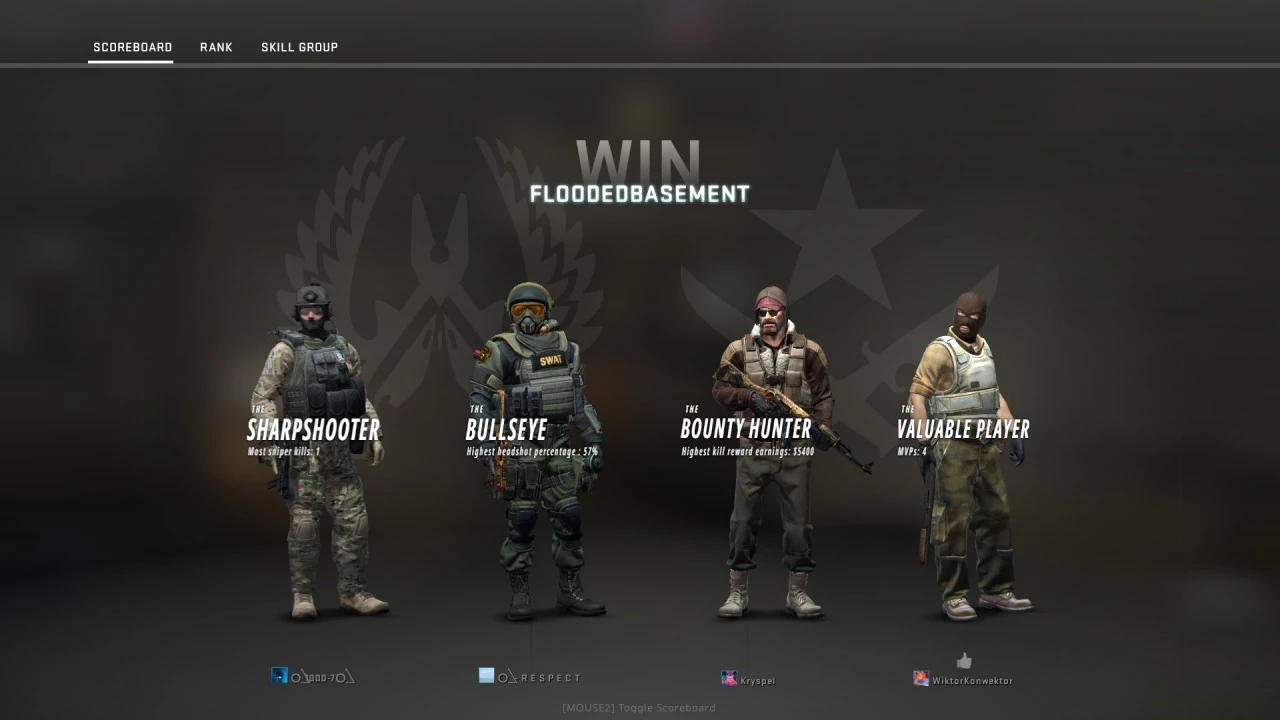 SCOREBOARD RANK SKILL GROUP
WIN
FLOODEDBASEMENT
SWAT
THE
SHARPSHOOTER
Most sniper kills: 1
THE
BULLSEYE
Highest headshot percentage : 57%
THE
BOUNTY HUNTER
Highest kill reward earnings: $5400
THE
VALUABLE PLAYER
MVPs: 4
RESPECT
Kryspel
WiktorKonwektor
[MOUSE2] Toggle Scoreboard